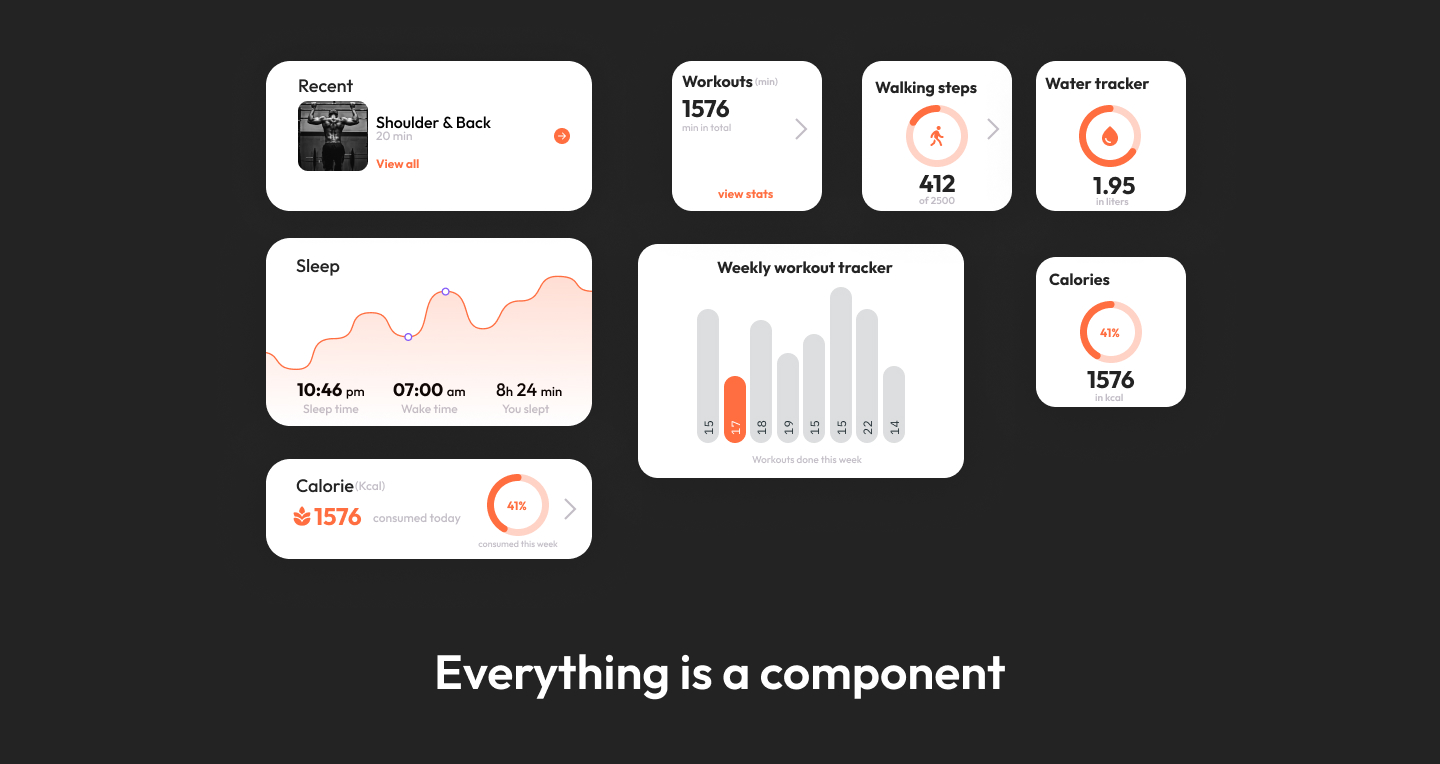 Recent
Shoulder & Back
20 min
View all
Workouts (min)
1576
min in total
view stats
Walking steps
412
of 2500
Water tracker
1.95
in liters
Sleep
10:46 pm
Sleep time
07:00 am
Wake time
8h 24 min
You slept
Weekly workout tracker
15
17
18
19
15
15
22
14
Workouts done this week
Calories
41%
1576
in kcal
Calorie (Kcal)
1576 consumed today
41%
consumed this week
Everything is a component